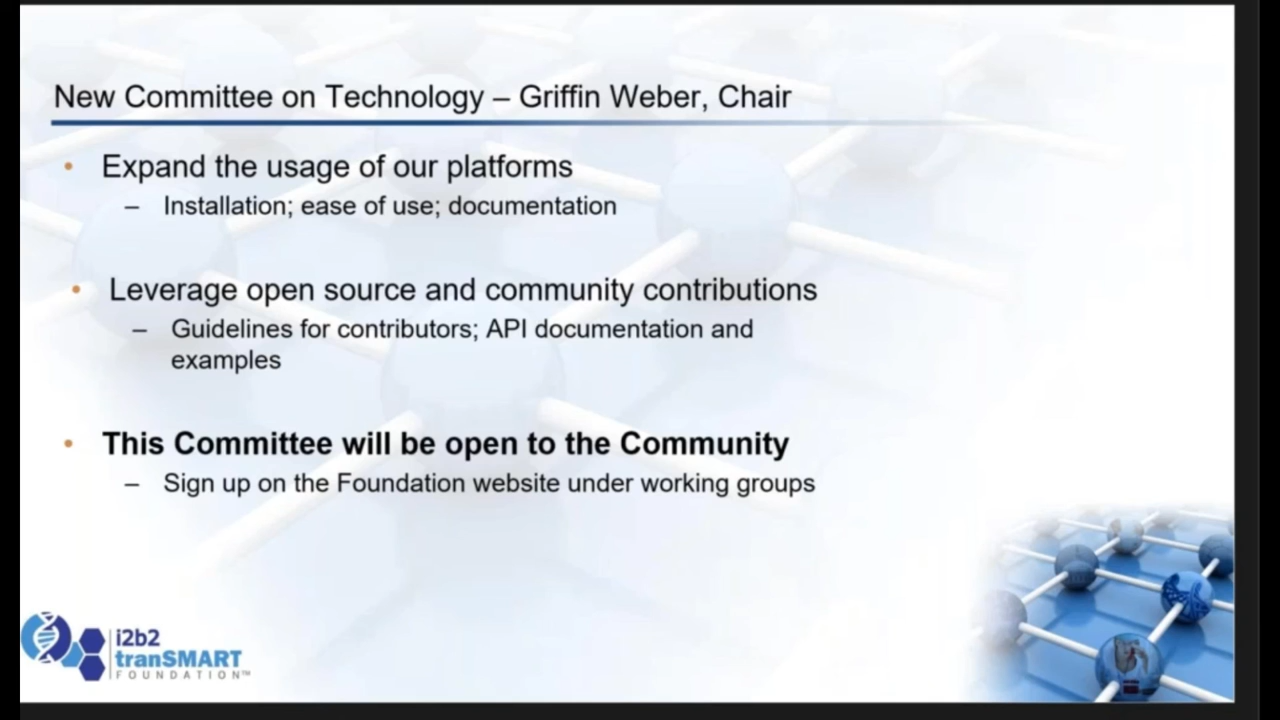 New Committee on Technology – Griffin Weber, Chair
• Expand the usage of our platforms
– Installation; ease of use; documentation
• Leverage open source and community contributions
– Guidelines for contributors; API documentation and
examples
• This Committee will be open to the Community
– Sign up on the Foundation website under working groups
i2b2
tranSMART
FOUNDATION™